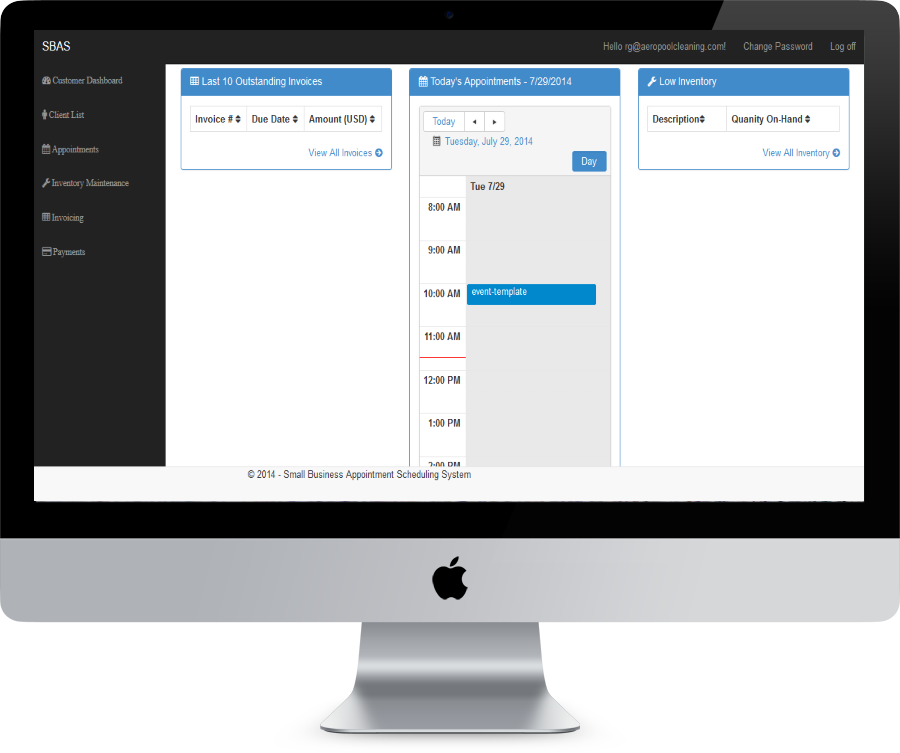 SBAS
Hello rg@aeropoolcleaning.com! Change Password Log off
Customer Dashboard
Client List
Appointments
Inventory Maintenance
Invoicing
Payments
Last 10 Outstanding Invoices
Invoice # Due Date Amount (USD)
View All Invoices
Today's Appointments - 7/29/2014
Today
Tuesday, July 29, 2014
Day
Tue 7/29
8:00 AM
9:00 AM
10:00 AM
event-template
11:00 AM
12:00 PM
1:00 PM
2:00 PM
Low Inventory
Description Quanity On-Hand
View All Inventory
© 2014 - Small Business Appointment Scheduling System